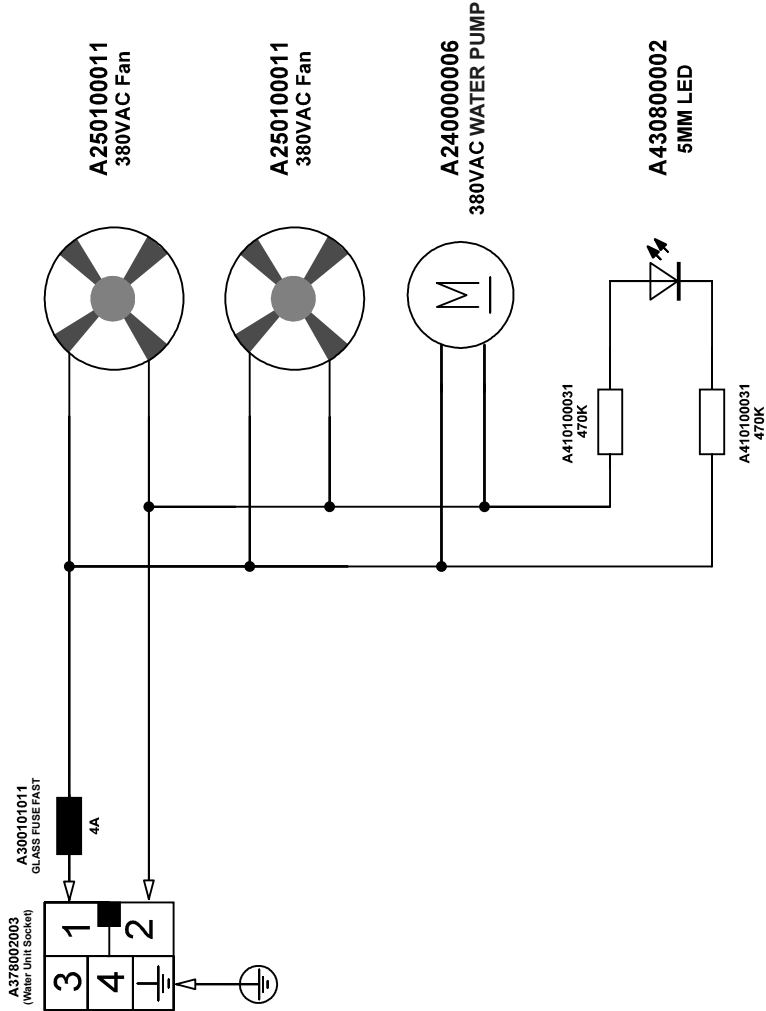 A250100011
380VAC Fan
A250100011
380VAC Fan
A240000006
380VAC WATER PUMP
A430800002
5MM LED
M
A410100031
470K
A410100031
470K
A300101011
GLASS FUSE FAST
4A
A378002003
(Water Unit Socket)
1
2
3
4